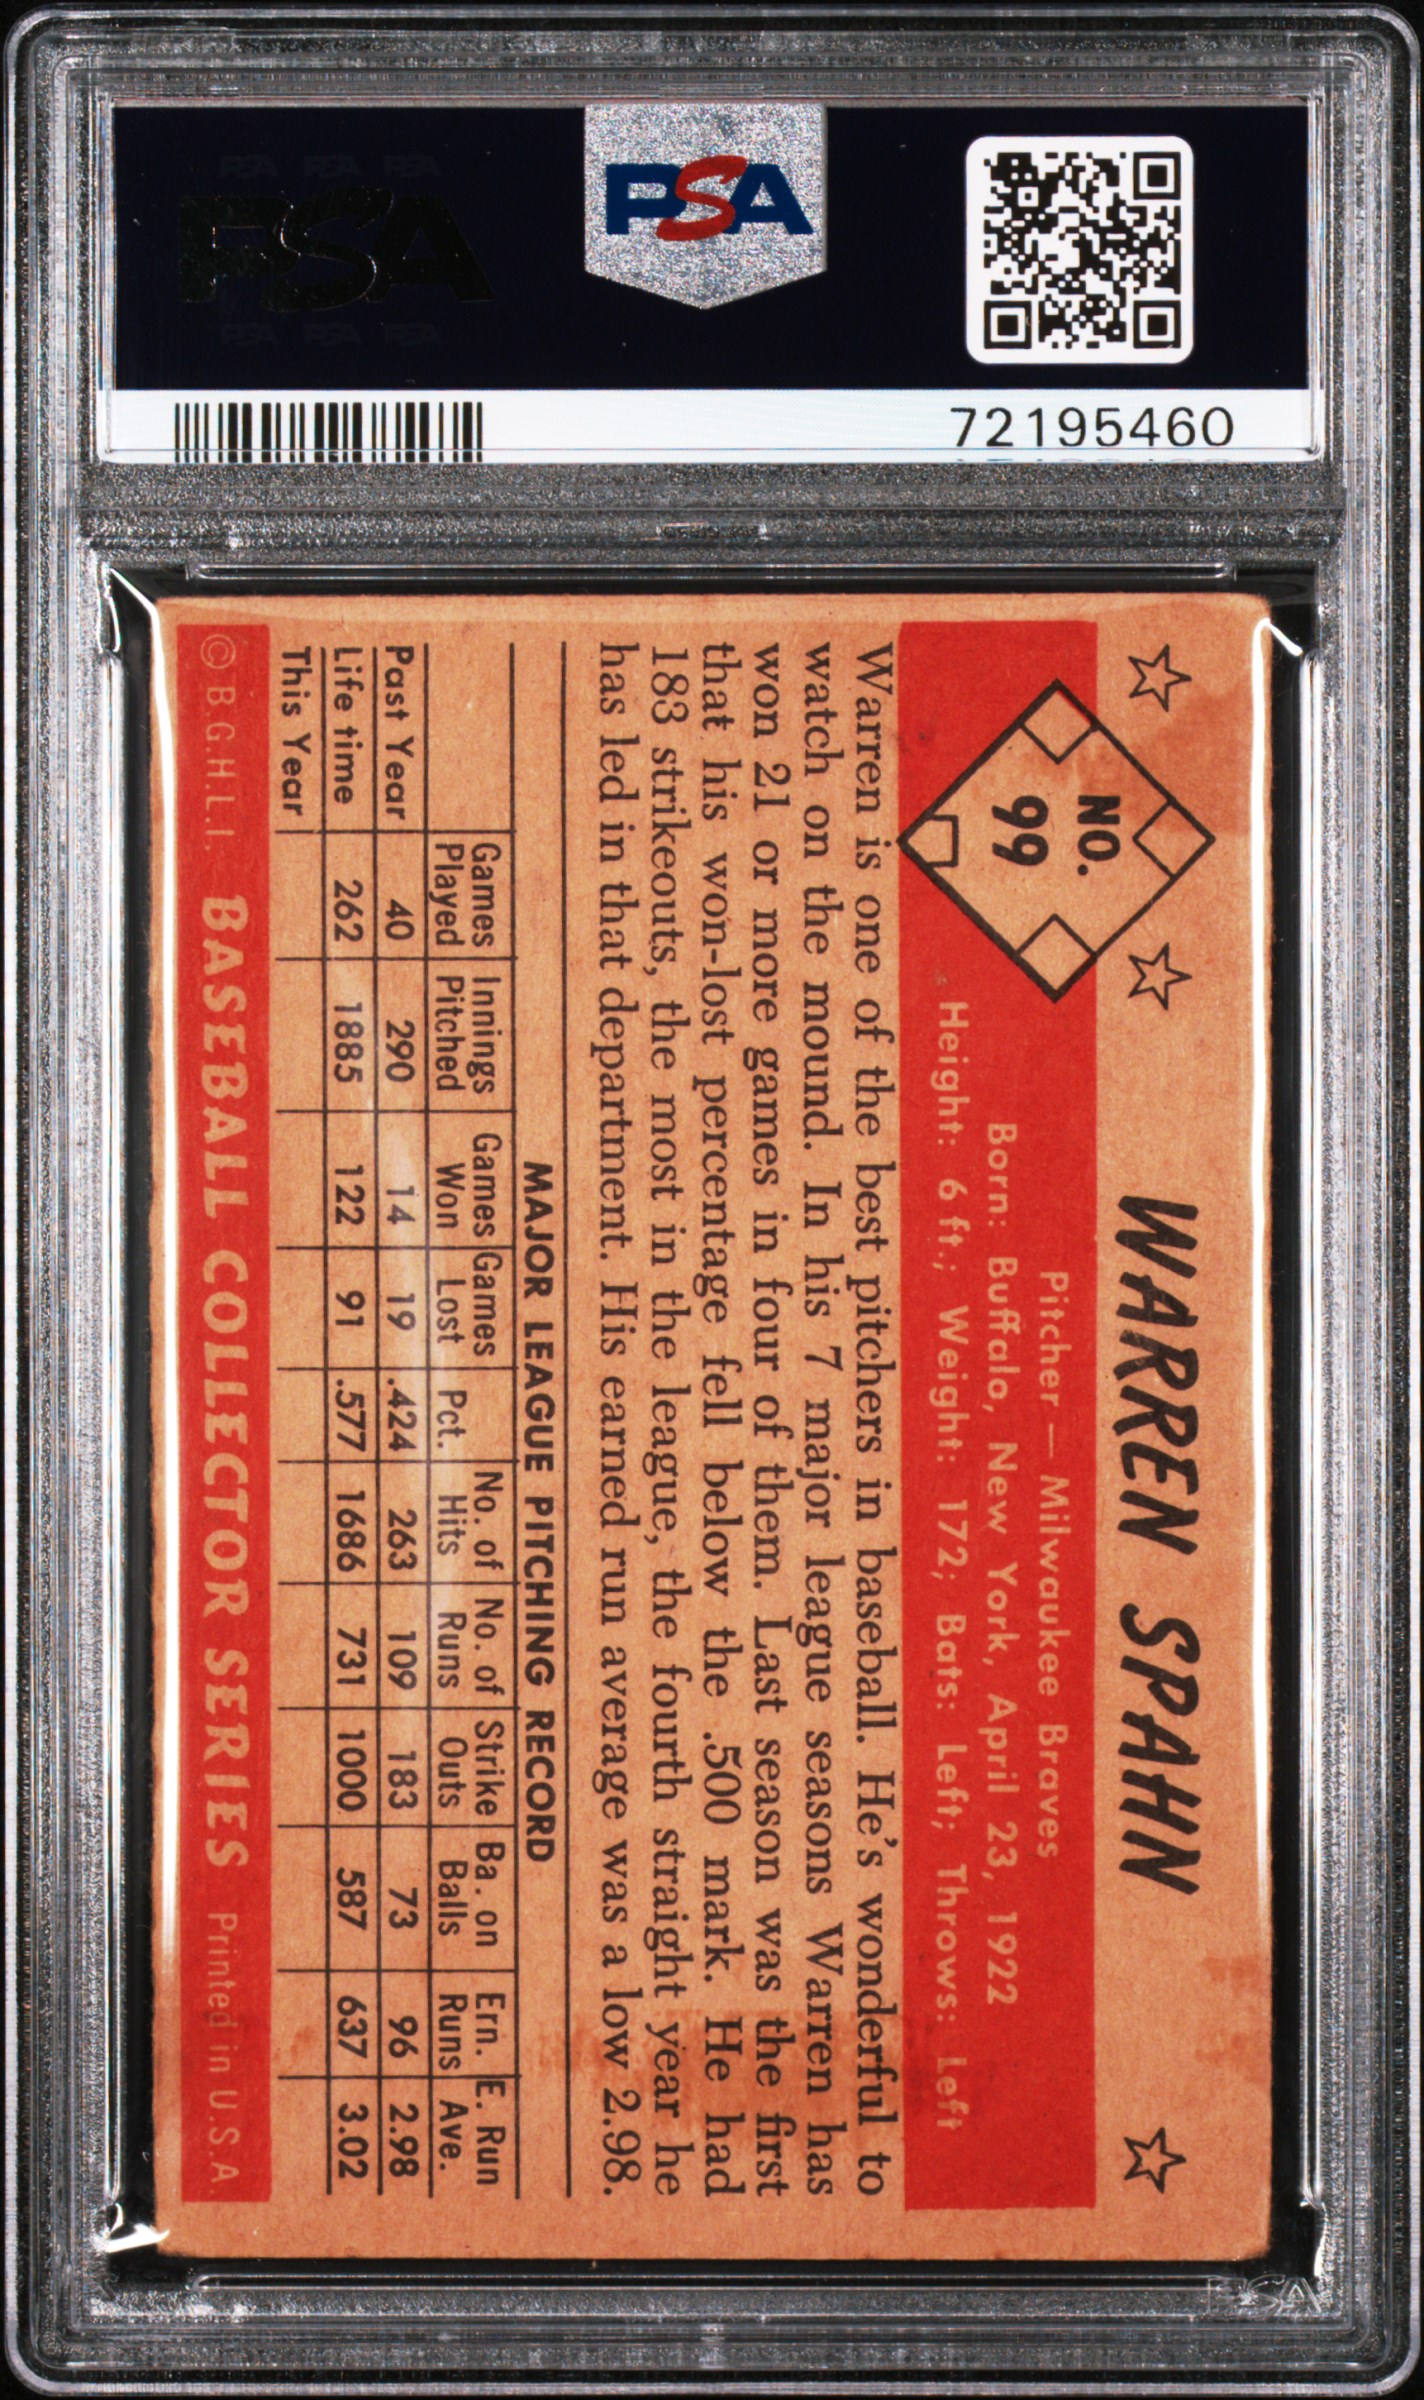 PSA PSA PSA
PSA
PSA PSA PSA
PSA
72195460
NO.
99
WARREN SPAHN
Pitcher — Milwaukee Braves
Born: Buffalo, New York, April 23, 1922
Height: 6 ft.; Weight: 172; Bats: Left; Throws: Left
Warren is one of the best pitchers in baseball. He's wonderful to
watch on the mound. In his 7 major league seasons Warren has
won 21 or more games in four of them. Last season was the first
that his won-lost percentage fell below the .500 mark. He had
183 strikeouts, the most in the league, the fourth straight year he
has led in that department. His earned run average was a low 2.98.
MAJOR LEAGUE PITCHING RECORD
Games Played Innings Pitched Games Won Games Lost Pct. No. of Hits No. of Runs Strike Outs Ba. on Balls Ern. Runs E. Run Ave.
Past Year 40 290 14 19 .424 263 109 183 73 96 2.98
Life time 262 1885 122 91 .577 1686 731 1000 587 637 3.02
This Year
© B.G.H.L.I. BASEBALL COLLECTOR SERIES Printed in U.S.A.
PSA